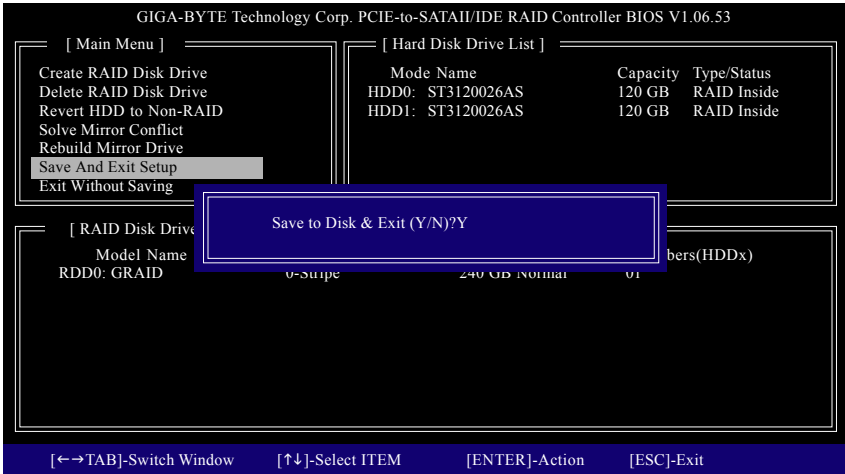 GIGA-BYTE Technology Corp. PCIE-to-SATAII/IDE RAID Controller BIOS V1.06.53
[ Main Menu ]
Create RAID Disk Drive
Delete RAID Disk Drive
Revert HDD to Non-RAID
Solve Mirror Conflict
Rebuild Mirror Drive
Save And Exit Setup
Exit Without Saving
[ Hard Disk Drive List ]
Mode Name Capacity Type/Status
HDD0: ST3120026AS 120 GB RAID Inside
HDD1: ST3120026AS 120 GB RAID Inside
Save to Disk & Exit (Y/N)?Y
[ RAID Disk Drive
Model Name bers(HDDx)
RDD0: GRAID 0-Stripe 240 GB Normal 01
[←→TAB]-Switch Window [↑↓]-Select ITEM [ENTER]-Action [ESC]-Exit